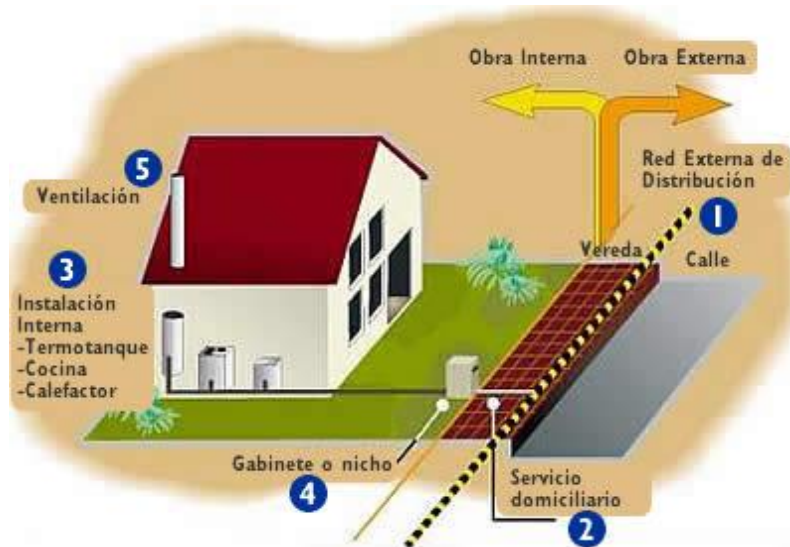 Obra Interna
Obra Externa
5
Ventilación
Red Externa de
Distribución
1
Vereda
Calle
3
Instalación
Interna
-Termotanque
-Cocina
-Calefactor
Gabinete o nicho
4
Servicio
domiciliario
2